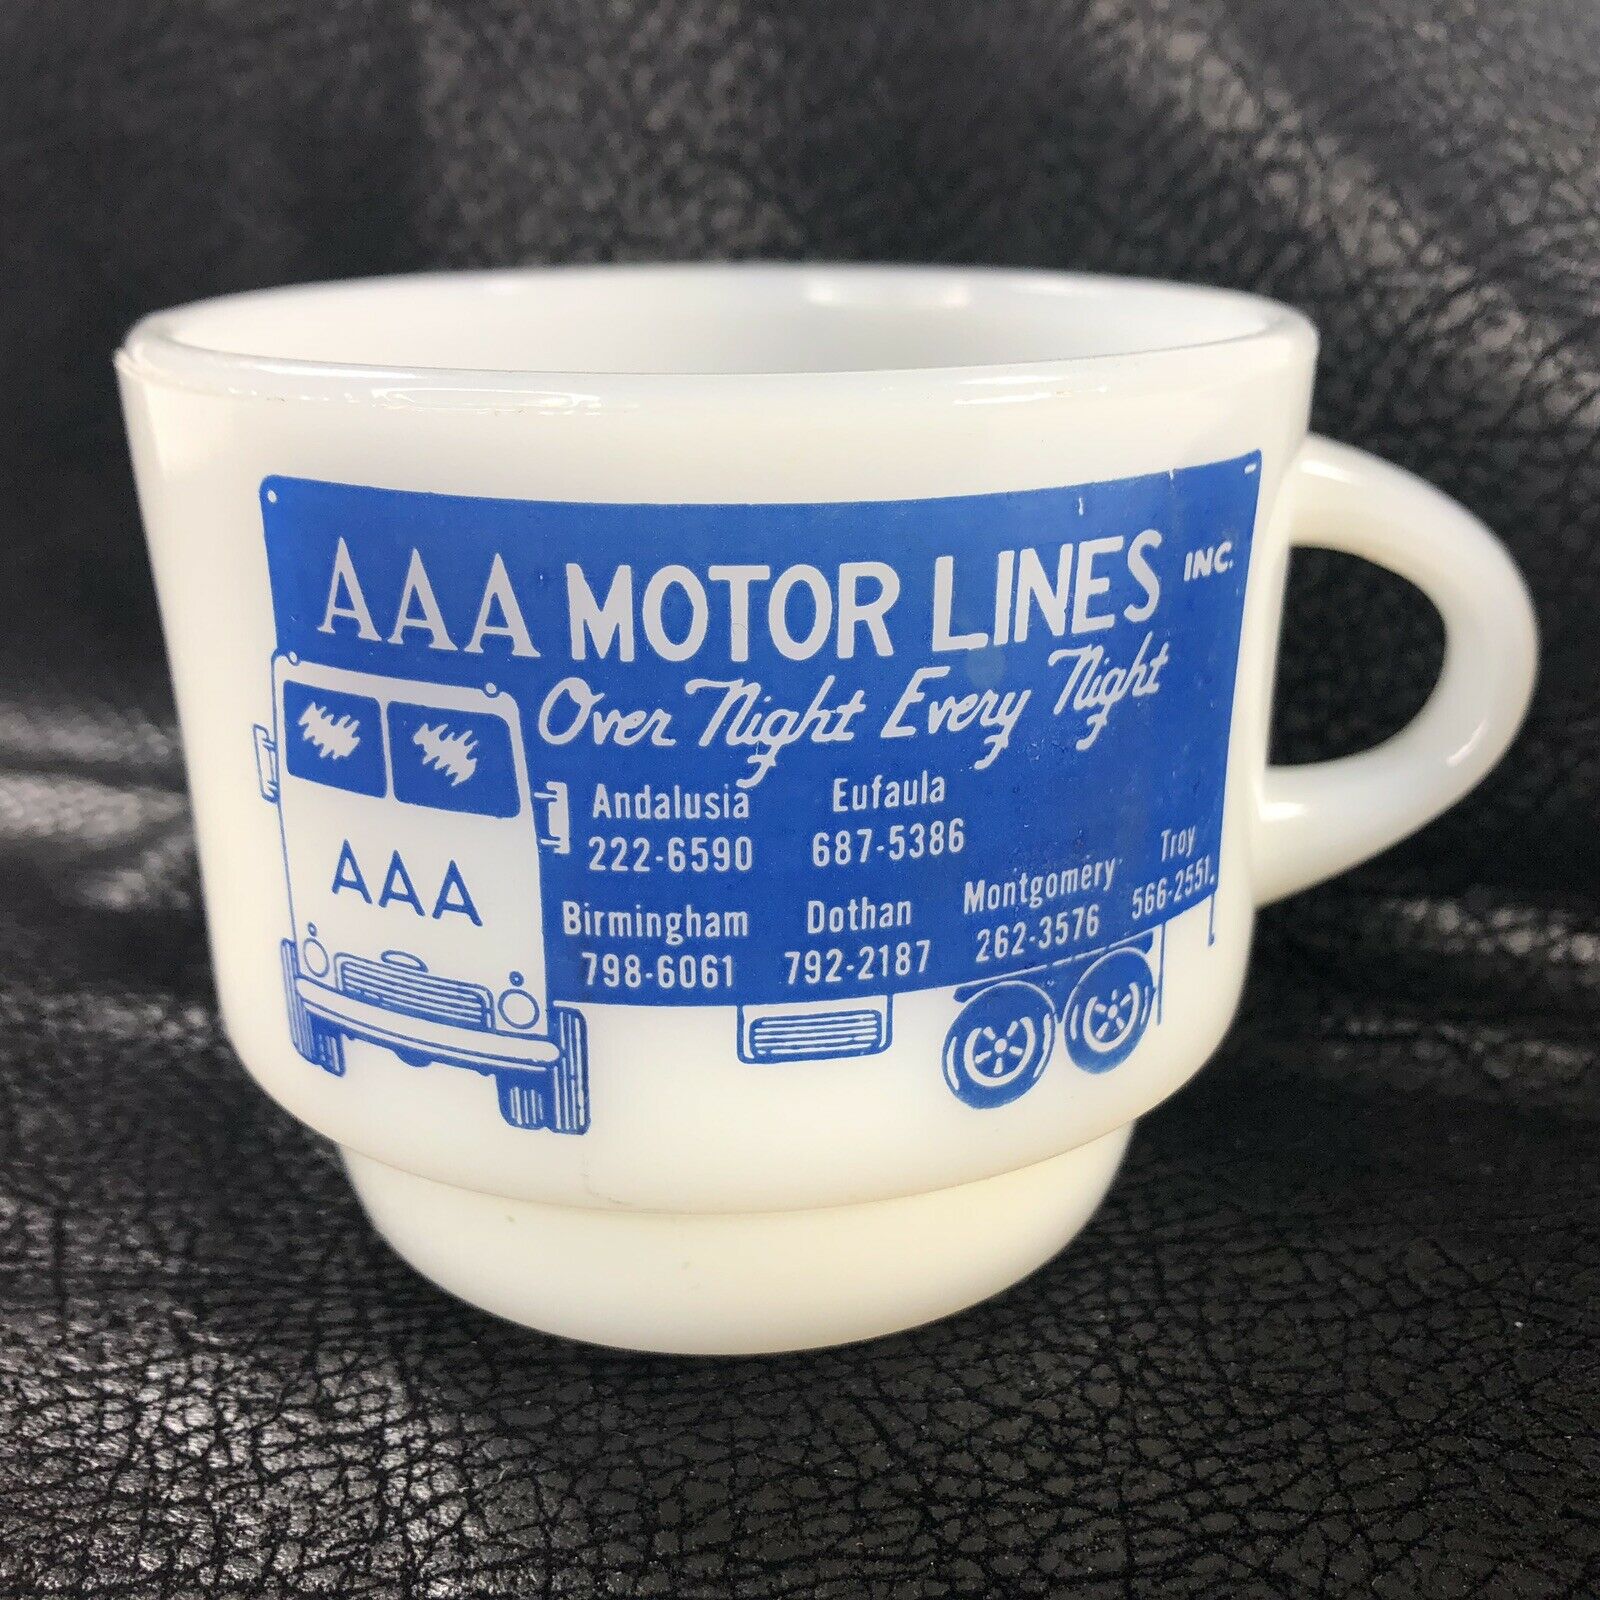 AAA MOTOR LINES INC.
Over Night Every Night
Andalusia Eufaula
222-6590 687-5386
Birmingham Dothan Montgomery Troy
798-6061 792-2187 262-3576 566-2551
AAA